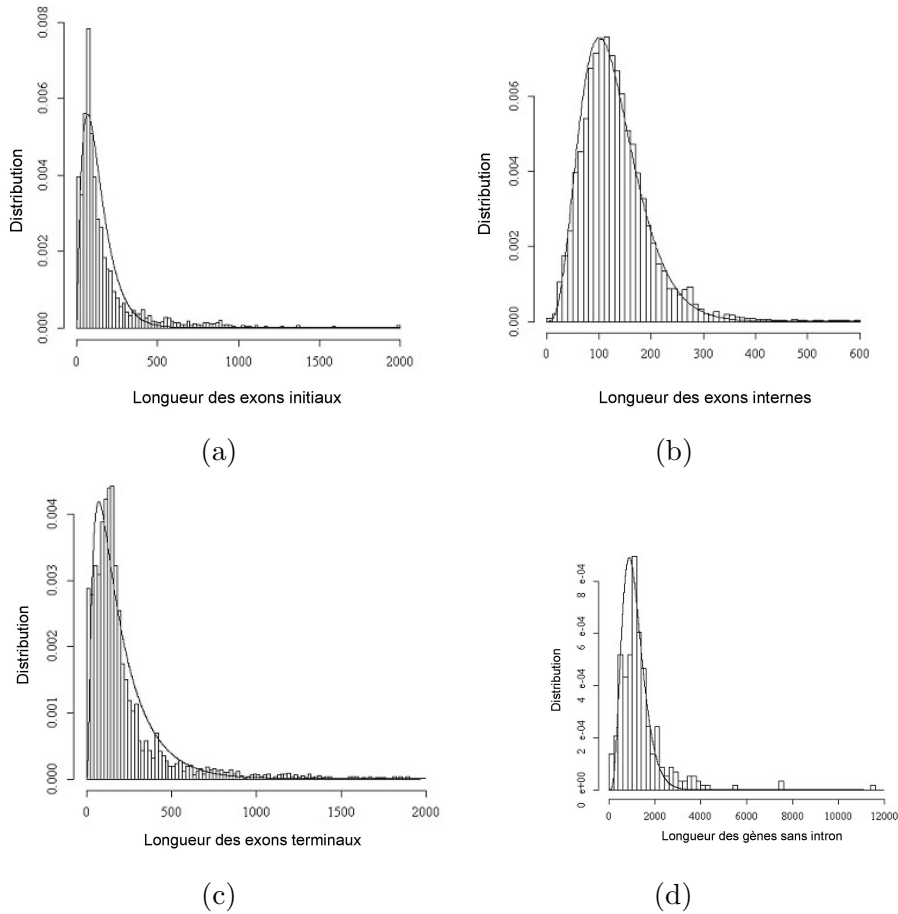 0.008
0.006
0.004
0.002
0.000
Distribution
0 500 1000 1500 2000
Longueur des exons initiaux
(a)
0.006
0.004
0.002
0.000
Distribution
0 100 200 300 400 500 600
Longueur des exons internes
(b)
0.004
0.003
0.002
0.001
0.000
Distribution
0 500 1000 1500 2000
Longueur des exons terminaux
(c)
8 e-04
6 e-04
4 e-04
2 e-04
0 e+00
Distribution
0 2000 4000 6000 8000 10000 12000
Longueur des gènes sans intron
(d)